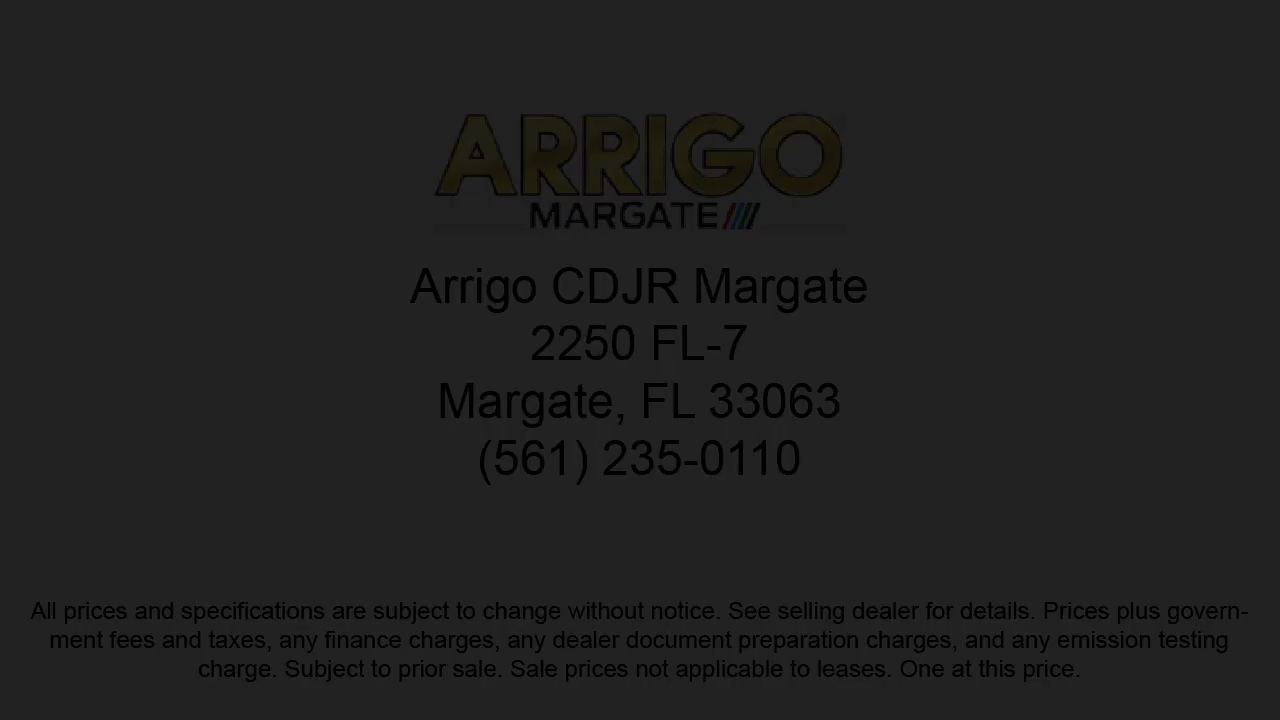 ARRIGO
MARGATE
Arrigo CDJR Margate
2250 FL-7
Margate, FL 33063
(561) 235-0110
All prices and specifications are subject to change without notice. See selling dealer for details. Prices plus govern-
ment fees and taxes, any finance charges, any dealer document preparation charges, and any emission testing
charge. Subject to prior sale. Sale prices not applicable to leases. One at this price.